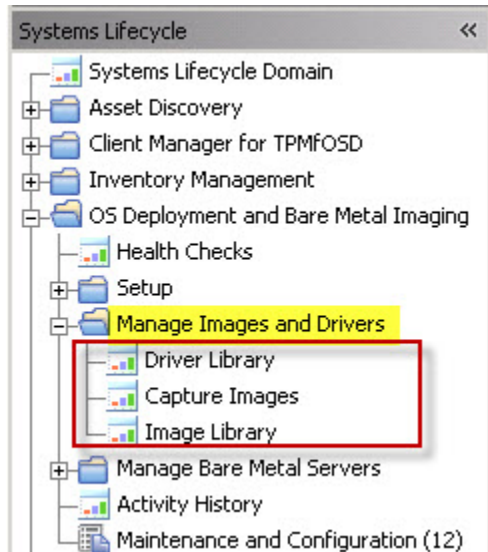 Systems Lifecycle «
Systems Lifecycle Domain
Asset Discovery
Client Manager for TPMfOSD
Inventory Management
OS Deployment and Bare Metal Imaging
Health Checks
Setup
Manage Images and Drivers
Driver Library
Capture Images
Image Library
Manage Bare Metal Servers
Activity History
Maintenance and Configuration (12)